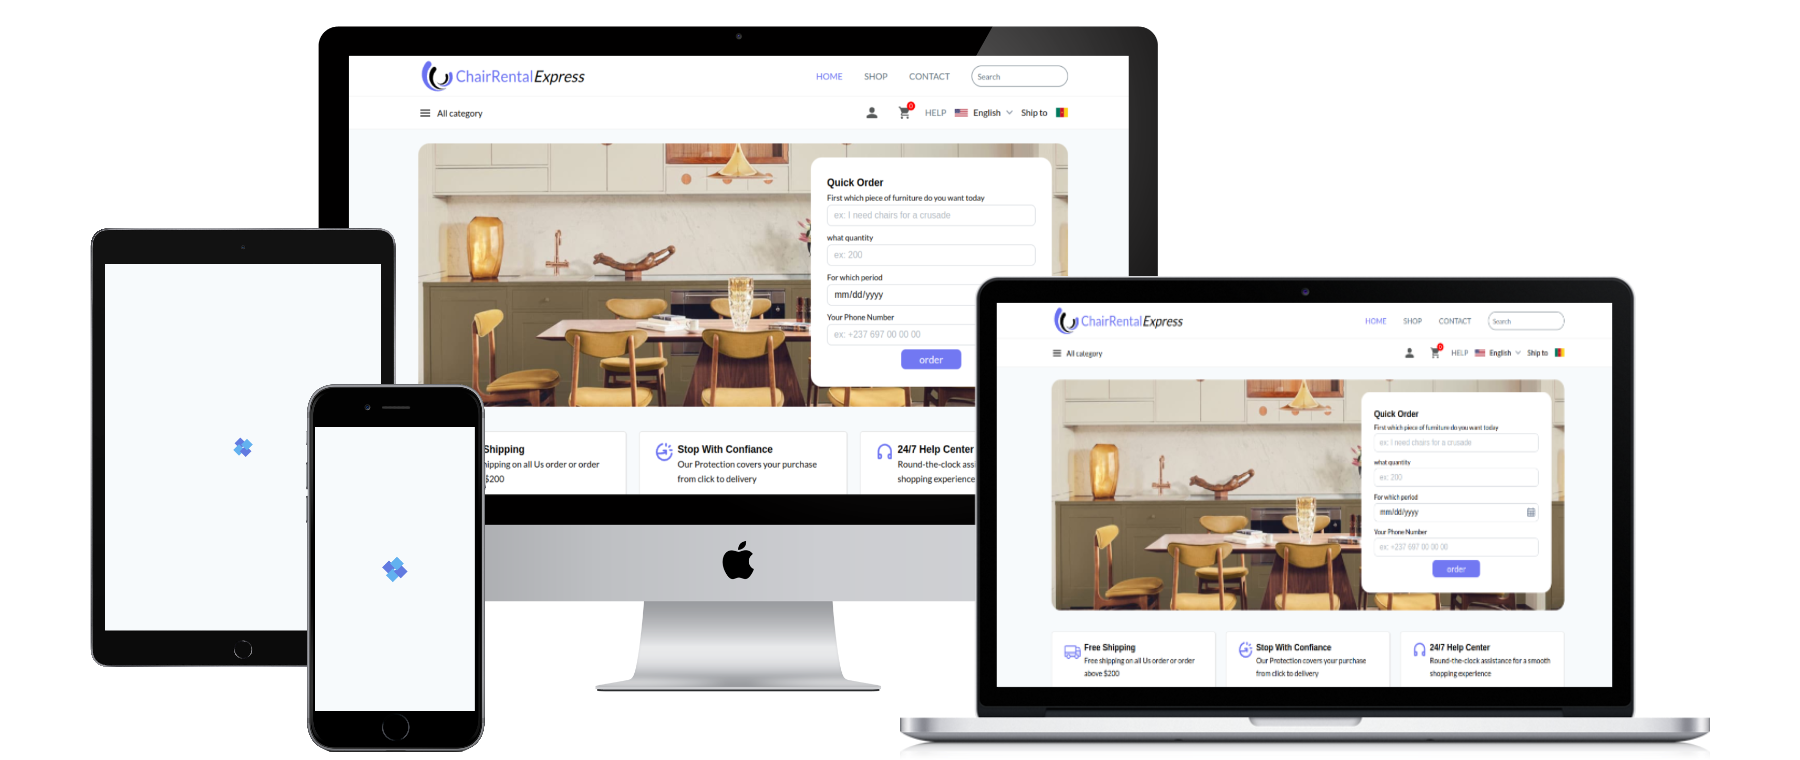 ChairRentalExpress
HOME SHOP CONTACT Search
All category
0
HELP English Ship to
Quick Order
First which piece of furniture do you want today
ex: I need chairs for a crusade
what quantity
ex: 200
For which period
mm/dd/yyyy
Your Phone Number
ex: +237 697 00 00 00
order
Shipping
hipping on all Us order or order
$200
Stop With Confiance
Our Protection covers your purchase
from click to delivery
24/7 Help Center
Round-the-clock assi
shopping experience
ChairRentalExpress
HOME SHOP CONTACT Search
All category
0
HELP English Ship to
Quick Order
First which piece of furniture do you want today
ex: I need chairs for a crusade
what quantity
ex: 200
For which period
mm/dd/yyyy
Your Phone Number
ex: +237 697 00 00 00
order
Free Shipping
Free shipping on all Us order or order
above $200
Stop With Confiance
Our Protection covers your purchase
from click to delivery
24/7 Help Center
Round-the-clock assistance for a smooth
shopping experience